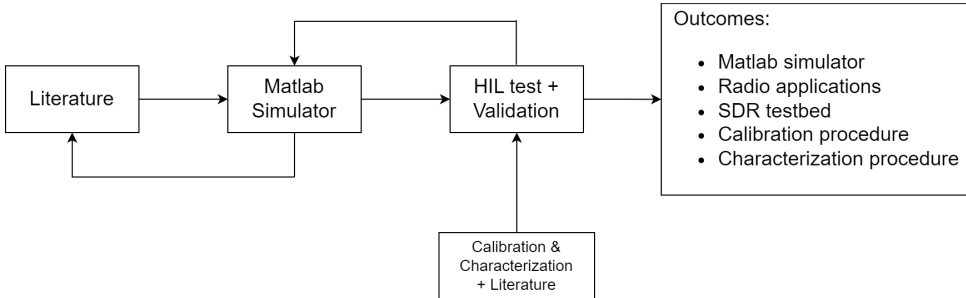 Literature
Matlab
Simulator
HIL test +
Validation
Outcomes:
• Matlab simulator
• Radio applications
• SDR testbed
• Calibration procedure
• Characterization procedure
Calibration &
Characterization
+ Literature